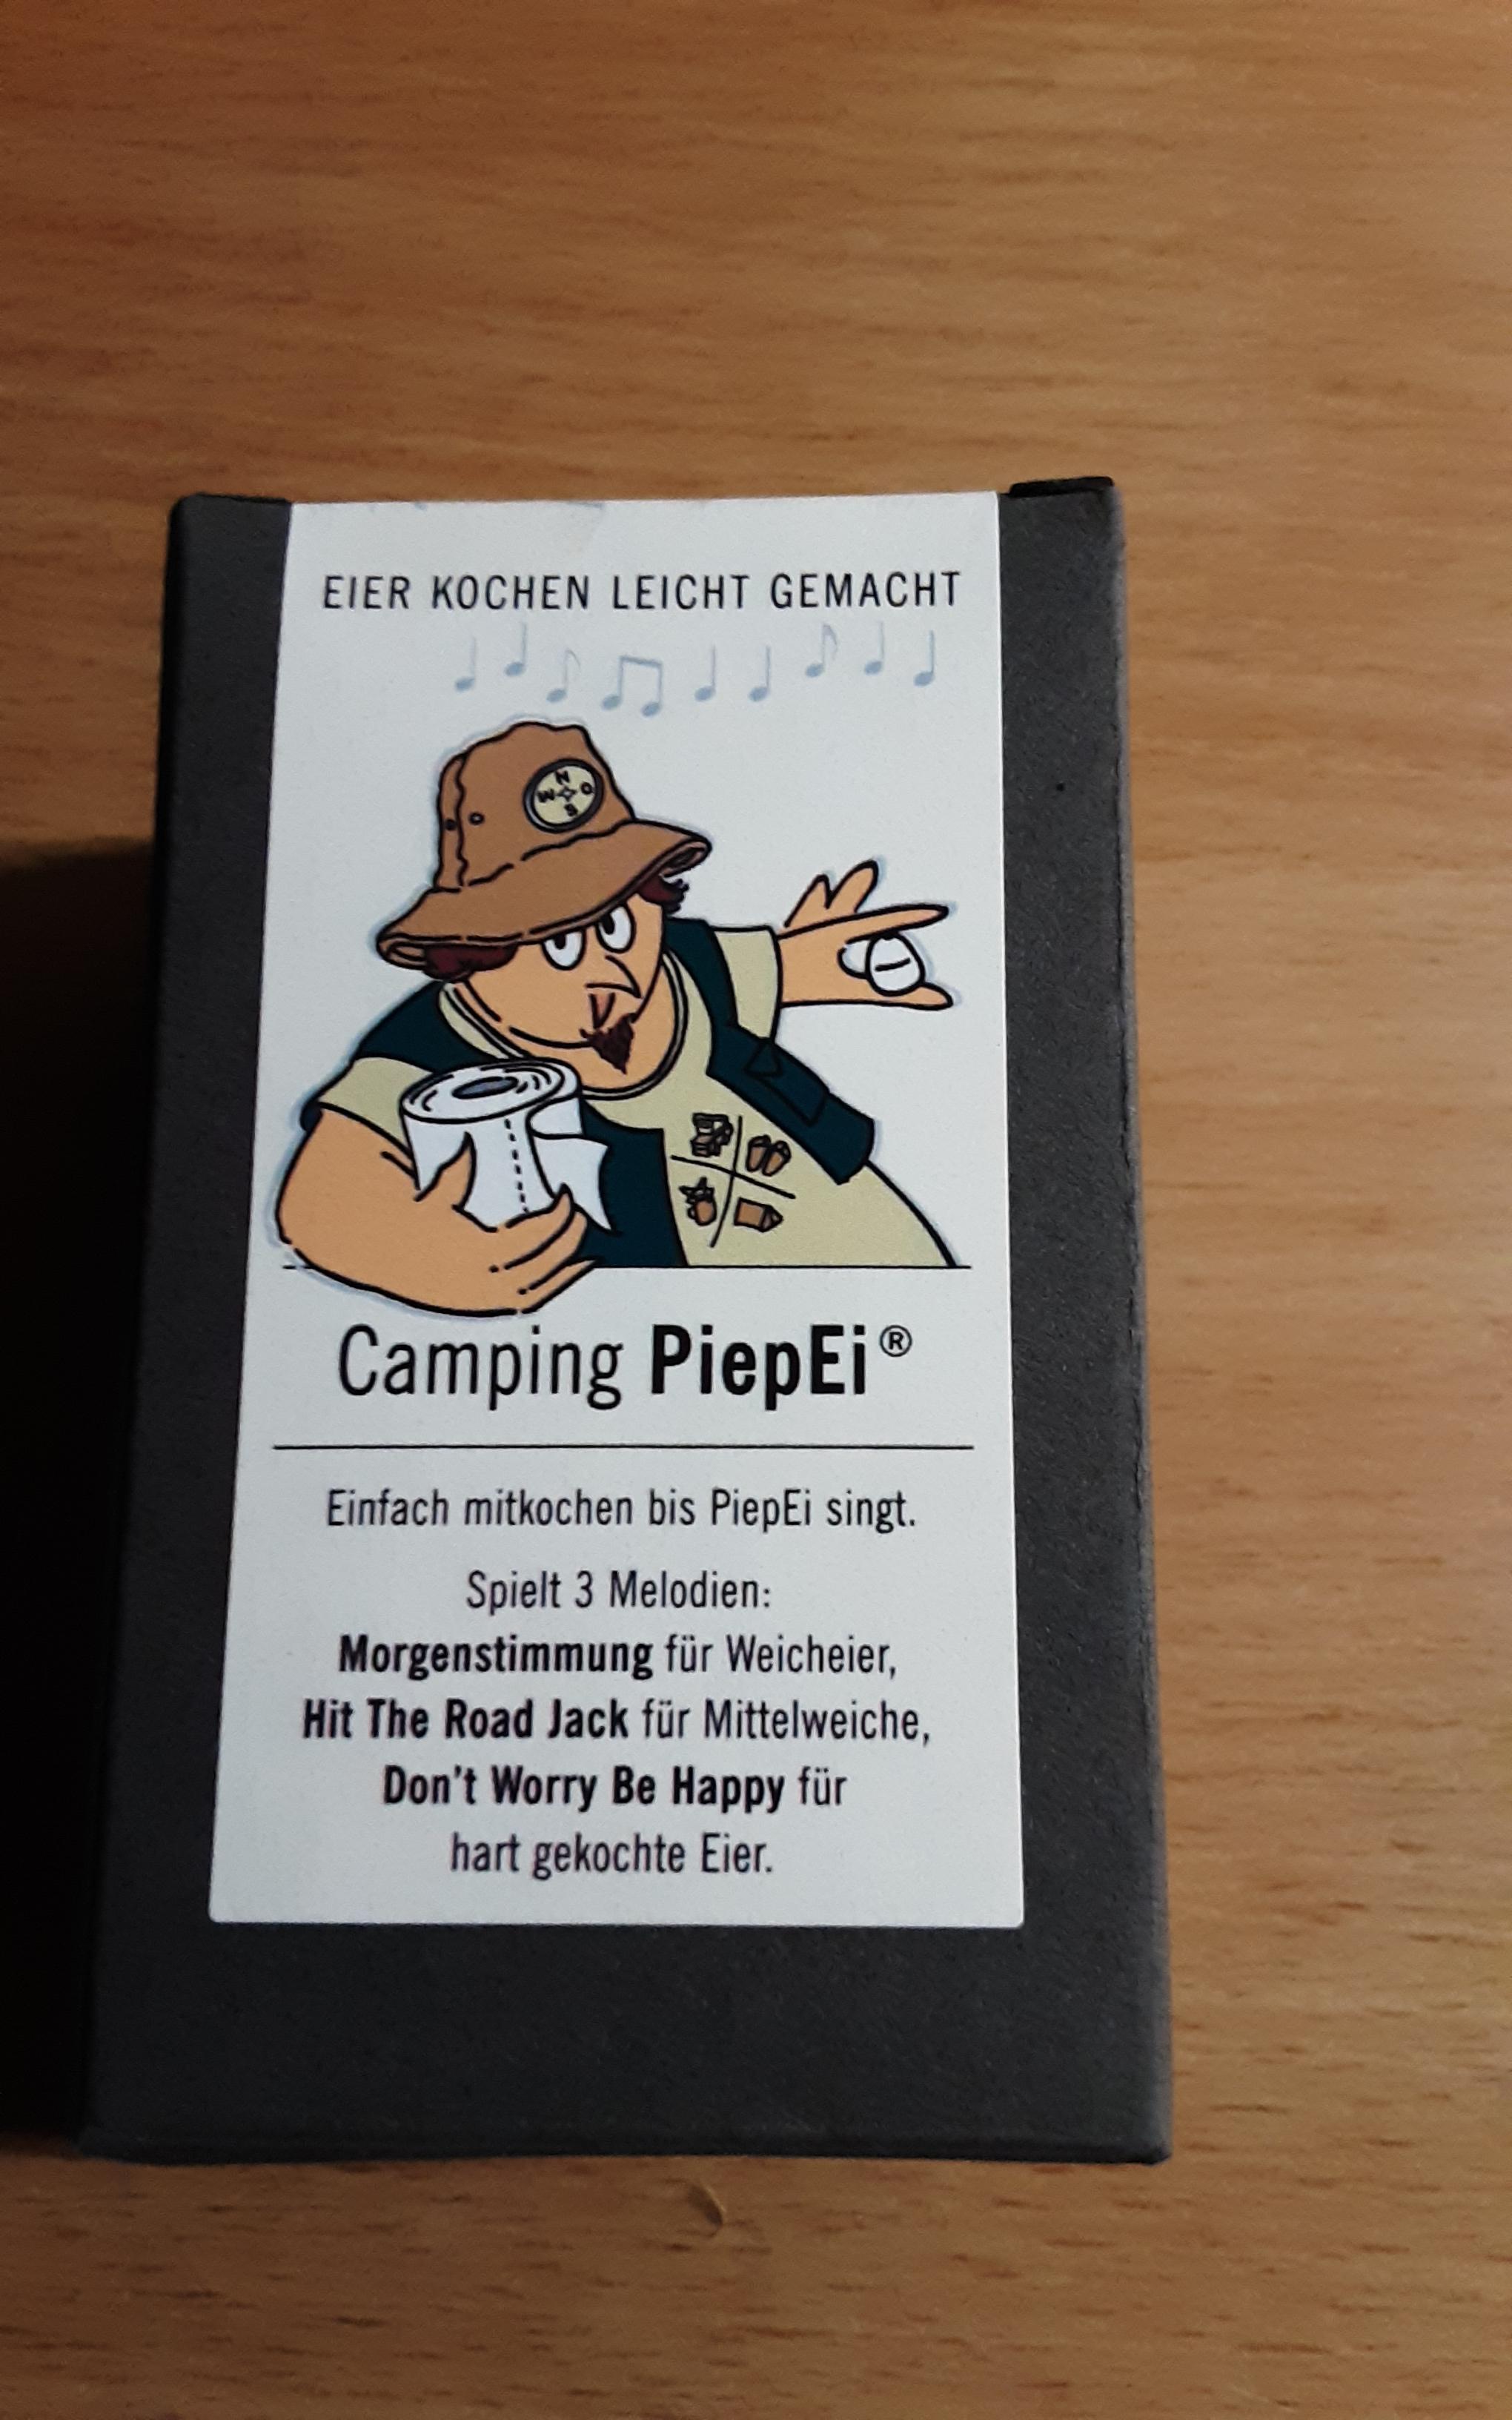 EIER KOCHEN LEICHT GEMACHT
N
W O
S
Camping PiepEi®
Einfach mitkochen bis PiepEi singt.
Spielt 3 Melodien:
Morgenstimmung für Weicheier,
Hit The Road Jack für Mittelweiche,
Don't Worry Be Happy für
hart gekochte Eier.